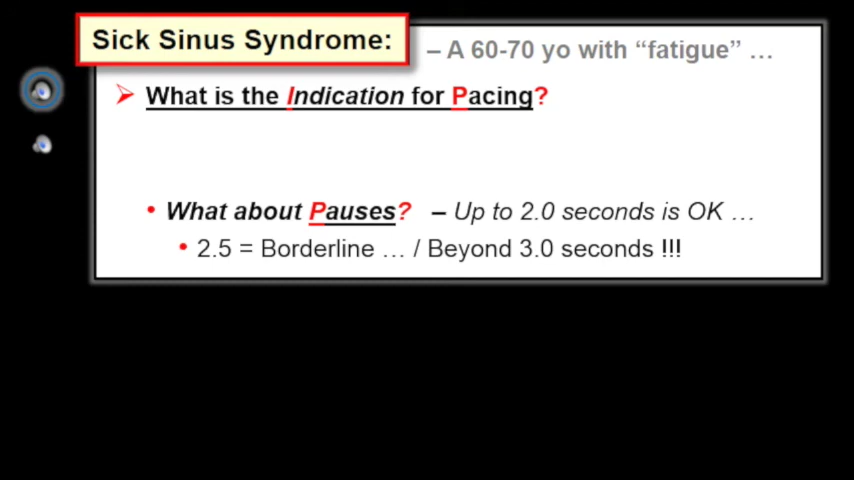 Sick Sinus Syndrome:
– A 60-70 yo with “fatigue” …
What is the Indication for Pacing?
• What about Pauses? – Up to 2.0 seconds is OK …
• 2.5 = Borderline … / Beyond 3.0 seconds !!!